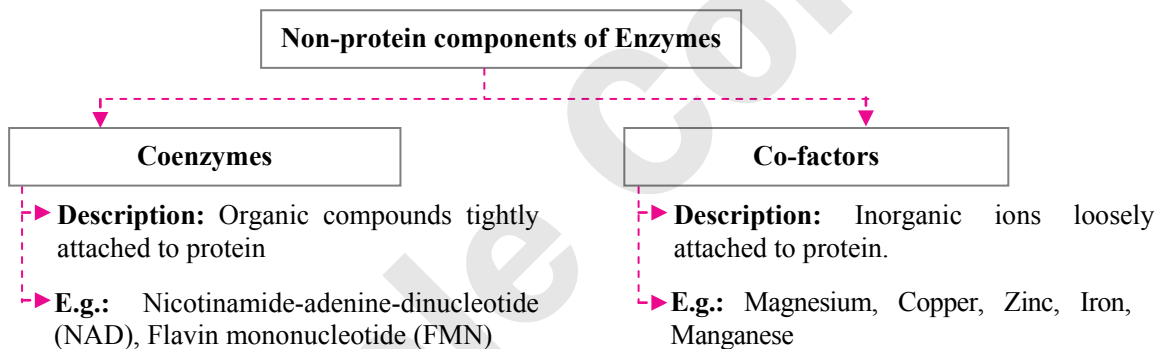 Non-protein components of Enzymes
Coenzymes
Description: Organic compounds tightly
attached to protein
E.g.: Nicotinamide-adenine-dinucleotide
(NAD), Flavin mononucleotide (FMN)
Co-factors
Description: Inorganic ions loosely
attached to protein.
E.g.: Magnesium, Copper, Zinc, Iron,
Manganese